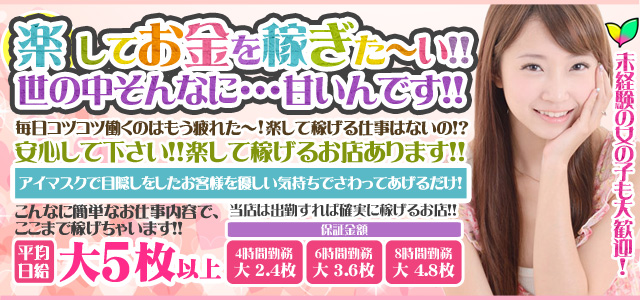 楽してお金を稼ぎた〜い!!
世の中そんなに…甘いんです!!
毎日コツコツ働くのはもう疲れた〜!楽して稼げる仕事はないの!?
安心して下さい!!楽して稼げるお店あります!!
アイマスクで目隠しをしたお客様を優しい気持ちでさわってあげるだけ!
こんなに簡単なお仕事内容で、
ここまで稼げちゃいます!!
平均
日給
大5枚以上
当店は出勤すれば確実に稼げるお店!!
保証金額
4時間勤務
大 2.4枚
6時間勤務
大 3.6枚
8時間勤務
大 4.8枚
未経験の女の子も大歓迎!